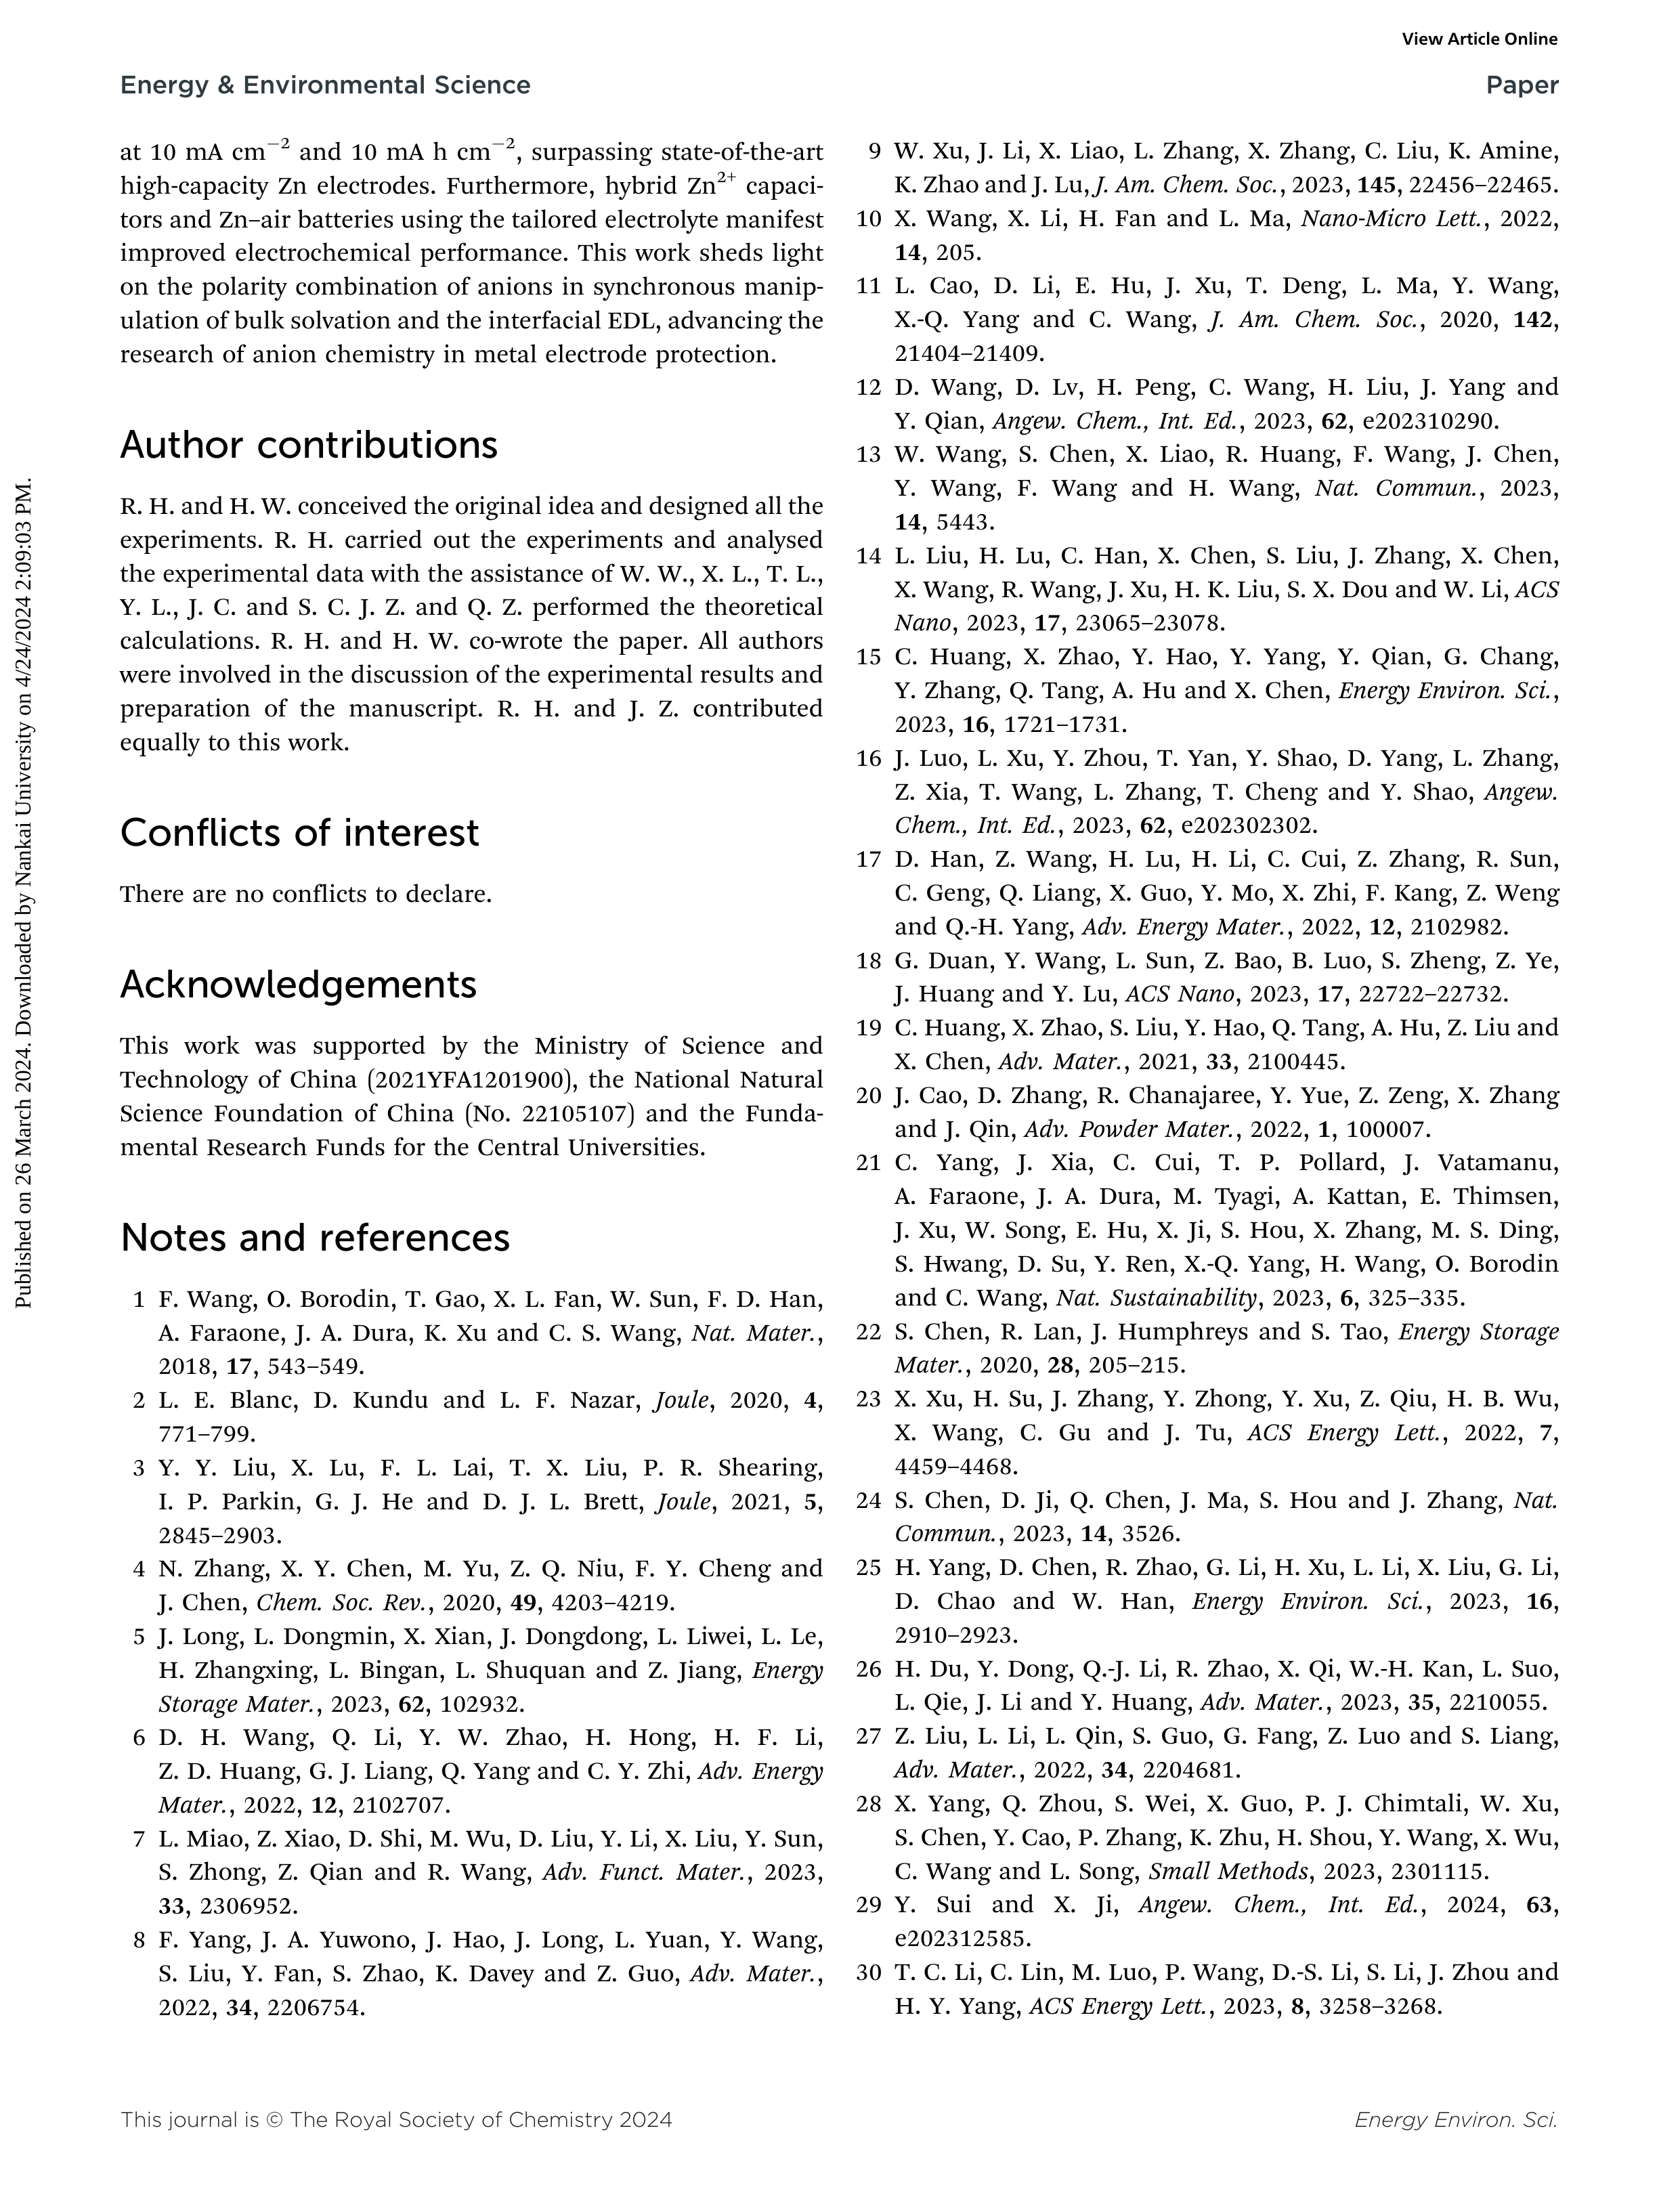 View Article Online
Energy & Environmental Science
Paper
at 10 mA cm−2 and 10 mA h cm−2, surpassing state-of-the-art
high-capacity Zn electrodes. Furthermore, hybrid Zn2+ capaci-
tors and Zn–air batteries using the tailored electrolyte manifest
improved electrochemical performance. This work sheds light
on the polarity combination of anions in synchronous manip-
ulation of bulk solvation and the interfacial EDL, advancing the
research of anion chemistry in metal electrode protection.
Author contributions
R. H. and H. W. conceived the original idea and designed all the
experiments. R. H. carried out the experiments and analysed
the experimental data with the assistance of W. W., X. L., T. L.,
Y. L., J. C. and S. C. J. Z. and Q. Z. performed the theoretical
calculations. R. H. and H. W. co-wrote the paper. All authors
were involved in the discussion of the experimental results and
preparation of the manuscript. R. H. and J. Z. contributed
equally to this work.
Conflicts of interest
There are no conflicts to declare.
Acknowledgements
This work was supported by the Ministry of Science and
Technology of China (2021YFA1201900), the National Natural
Science Foundation of China (No. 22105107) and the Funda-
mental Research Funds for the Central Universities.
Notes and references
1 F. Wang, O. Borodin, T. Gao, X. L. Fan, W. Sun, F. D. Han,
A. Faraone, J. A. Dura, K. Xu and C. S. Wang, Nat. Mater.,
2018, 17, 543–549.
2 L. E. Blanc, D. Kundu and L. F. Nazar, Joule, 2020, 4,
771–799.
3 Y. Y. Liu, X. Lu, F. L. Lai, T. X. Liu, P. R. Shearing,
I. P. Parkin, G. J. He and D. J. L. Brett, Joule, 2021, 5,
2845–2903.
4 N. Zhang, X. Y. Chen, M. Yu, Z. Q. Niu, F. Y. Cheng and
J. Chen, Chem. Soc. Rev., 2020, 49, 4203–4219.
5 J. Long, L. Dongmin, X. Xian, J. Dongdong, L. Liwei, L. Le,
H. Zhangxing, L. Bingan, L. Shuquan and Z. Jiang, Energy
Storage Mater., 2023, 62, 102932.
6 D. H. Wang, Q. Li, Y. W. Zhao, H. Hong, H. F. Li,
Z. D. Huang, G. J. Liang, Q. Yang and C. Y. Zhi, Adv. Energy
Mater., 2022, 12, 2102707.
7 L. Miao, Z. Xiao, D. Shi, M. Wu, D. Liu, Y. Li, X. Liu, Y. Sun,
S. Zhong, Z. Qian and R. Wang, Adv. Funct. Mater., 2023,
33, 2306952.
8 F. Yang, J. A. Yuwono, J. Hao, J. Long, L. Yuan, Y. Wang,
S. Liu, Y. Fan, S. Zhao, K. Davey and Z. Guo, Adv. Mater.,
2022, 34, 2206754.
9 W. Xu, J. Li, X. Liao, L. Zhang, X. Zhang, C. Liu, K. Amine,
K. Zhao and J. Lu, J. Am. Chem. Soc., 2023, 145, 22456–22465.
10 X. Wang, X. Li, H. Fan and L. Ma, Nano-Micro Lett., 2022,
14, 205.
11 L. Cao, D. Li, E. Hu, J. Xu, T. Deng, L. Ma, Y. Wang,
X.-Q. Yang and C. Wang, J. Am. Chem. Soc., 2020, 142,
21404–21409.
12 D. Wang, D. Lv, H. Peng, C. Wang, H. Liu, J. Yang and
Y. Qian, Angew. Chem., Int. Ed., 2023, 62, e202310290.
13 W. Wang, S. Chen, X. Liao, R. Huang, F. Wang, J. Chen,
Y. Wang, F. Wang and H. Wang, Nat. Commun., 2023,
14, 5443.
14 L. Liu, H. Lu, C. Han, X. Chen, S. Liu, J. Zhang, X. Chen,
X. Wang, R. Wang, J. Xu, H. K. Liu, S. X. Dou and W. Li, ACS
Nano, 2023, 17, 23065–23078.
15 C. Huang, X. Zhao, Y. Hao, Y. Yang, Y. Qian, G. Chang,
Y. Zhang, Q. Tang, A. Hu and X. Chen, Energy Environ. Sci.,
2023, 16, 1721–1731.
16 J. Luo, L. Xu, Y. Zhou, T. Yan, Y. Shao, D. Yang, L. Zhang,
Z. Xia, T. Wang, L. Zhang, T. Cheng and Y. Shao, Angew.
Chem., Int. Ed., 2023, 62, e202302302.
17 D. Han, Z. Wang, H. Lu, H. Li, C. Cui, Z. Zhang, R. Sun,
C. Geng, Q. Liang, X. Guo, Y. Mo, X. Zhi, F. Kang, Z. Weng
and Q.-H. Yang, Adv. Energy Mater., 2022, 12, 2102982.
18 G. Duan, Y. Wang, L. Sun, Z. Bao, B. Luo, S. Zheng, Z. Ye,
J. Huang and Y. Lu, ACS Nano, 2023, 17, 22722–22732.
19 C. Huang, X. Zhao, S. Liu, Y. Hao, Q. Tang, A. Hu, Z. Liu and
X. Chen, Adv. Mater., 2021, 33, 2100445.
20 J. Cao, D. Zhang, R. Chanajaree, Y. Yue, Z. Zeng, X. Zhang
and J. Qin, Adv. Powder Mater., 2022, 1, 100007.
21 C. Yang, J. Xia, C. Cui, T. P. Pollard, J. Vatamanu,
A. Faraone, J. A. Dura, M. Tyagi, A. Kattan, E. Thimsen,
J. Xu, W. Song, E. Hu, X. Ji, S. Hou, X. Zhang, M. S. Ding,
S. Hwang, D. Su, Y. Ren, X.-Q. Yang, H. Wang, O. Borodin
and C. Wang, Nat. Sustainability, 2023, 6, 325–335.
22 S. Chen, R. Lan, J. Humphreys and S. Tao, Energy Storage
Mater., 2020, 28, 205–215.
23 X. Xu, H. Su, J. Zhang, Y. Zhong, Y. Xu, Z. Qiu, H. B. Wu,
X. Wang, C. Gu and J. Tu, ACS Energy Lett., 2022, 7,
4459–4468.
24 S. Chen, D. Ji, Q. Chen, J. Ma, S. Hou and J. Zhang, Nat.
Commun., 2023, 14, 3526.
25 H. Yang, D. Chen, R. Zhao, G. Li, H. Xu, L. Li, X. Liu, G. Li,
D. Chao and W. Han, Energy Environ. Sci., 2023, 16,
2910–2923.
26 H. Du, Y. Dong, Q.-J. Li, R. Zhao, X. Qi, W.-H. Kan, L. Suo,
L. Qie, J. Li and Y. Huang, Adv. Mater., 2023, 35, 2210055.
27 Z. Liu, L. Li, L. Qin, S. Guo, G. Fang, Z. Luo and S. Liang,
Adv. Mater., 2022, 34, 2204681.
28 X. Yang, Q. Zhou, S. Wei, X. Guo, P. J. Chimtali, W. Xu,
S. Chen, Y. Cao, P. Zhang, K. Zhu, H. Shou, Y. Wang, X. Wu,
C. Wang and L. Song, Small Methods, 2023, 2301115.
29 Y. Sui and X. Ji, Angew. Chem., Int. Ed., 2024, 63,
e202312585.
30 T. C. Li, C. Lin, M. Luo, P. Wang, D.-S. Li, S. Li, J. Zhou and
H. Y. Yang, ACS Energy Lett., 2023, 8, 3258–3268.
Published on 26 March 2024. Downloaded by Nankai University on 4/24/2024 2:09:03 PM.
This journal is © The Royal Society of Chemistry 2024
Energy Environ. Sci.